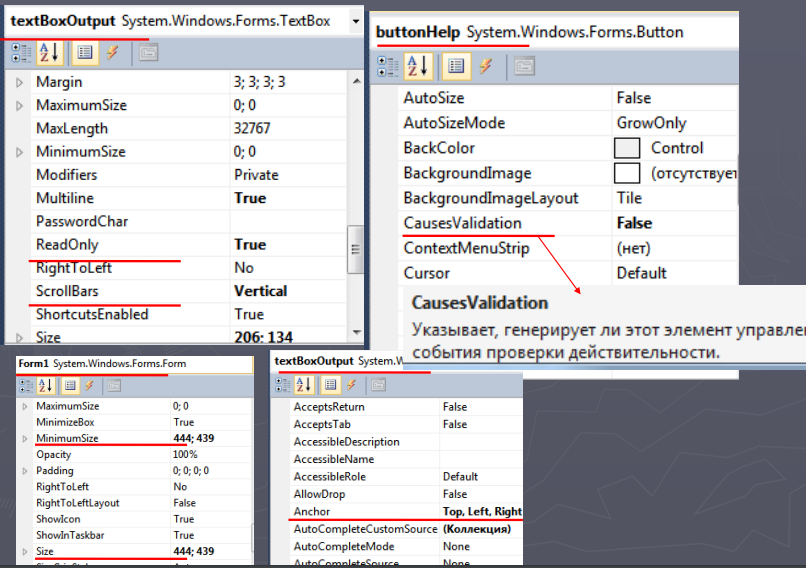 textBoxOutput System.Windows.Forms.TextBox
Margin 3; 3; 3; 3
MaximumSize 0; 0
MaxLength 32767
MinimumSize 0; 0
Modifiers Private
Multiline True
PasswordChar
ReadOnly True
RightToLeft No
ScrollBars Vertical
ShortcutsEnabled True
Size 206; 134
buttonHelp System.Windows.Forms.Button
AutoSize False
AutoSizeMode GrowOnly
BackColor Control
BackgroundImage (отсутствует
BackgroundImageLayout Tile
CausesValidation False
ContextMenuStrip (нет)
Cursor Default
CausesValidation
Указывает, генерирует ли этот элемент управле
события проверки действительности.
Form1 System.Windows.Forms.Form
MaximumSize 0; 0
MinimizeBox True
MinimumSize 444; 439
Opacity 100%
Padding 0; 0; 0; 0
RightToLeft No
RightToLeftLayout False
ShowIcon True
ShowInTaskbar True
Size 444; 439
textBoxOutput System.W
AcceptsReturn False
AcceptsTab False
AccessibleDescription
AccessibleName
AccessibleRole Default
AllowDrop False
Anchor Top, Left, Right
AutoCompleteCustomSource (Коллекция)
AutoCompleteMode None
AutoCompleteSource None